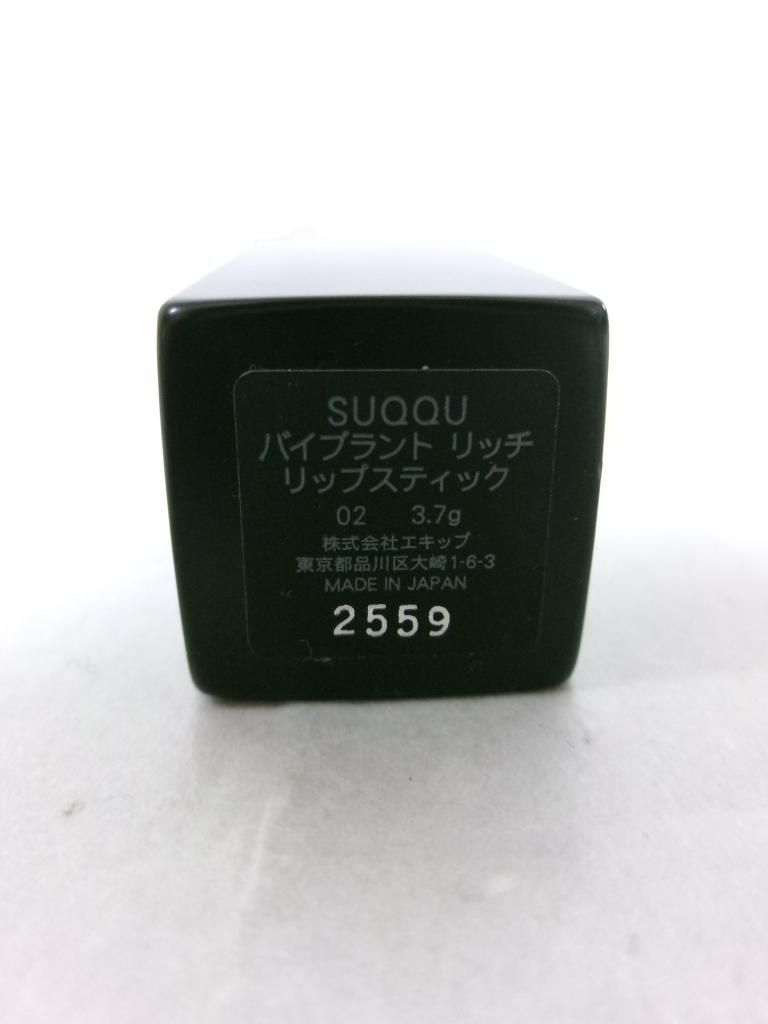 SUQQU
バイブラント リッチ
リップスティック
02 3.7g
株式会社エキップ
東京都品川区大崎1-6-3
MADE IN JAPAN
2559